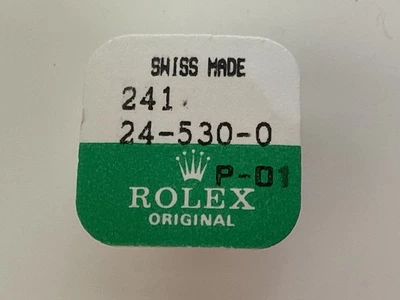 SWISS MADE
241
24-530-0
P-01
ROLEX
ORIGINAL